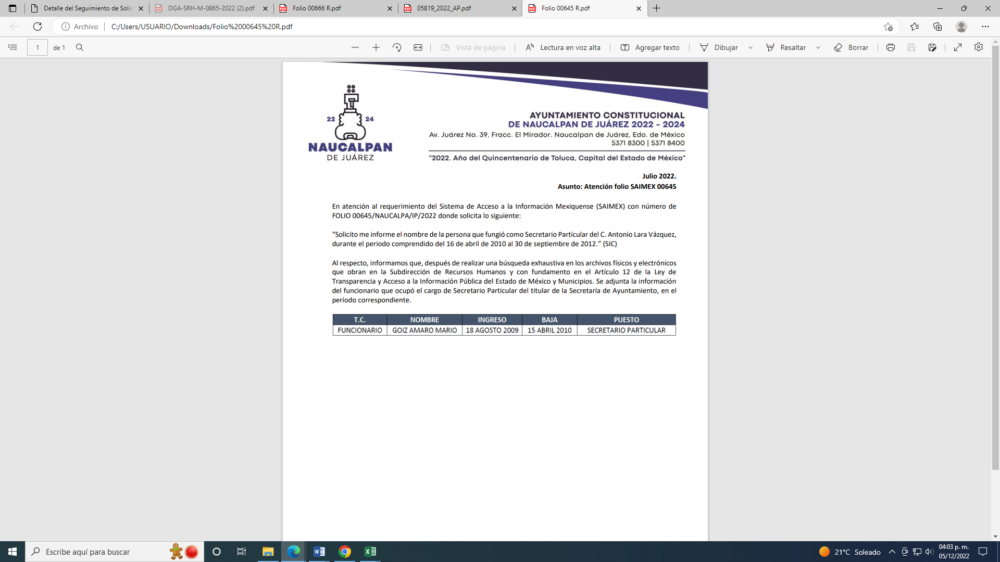 Detalle del Seguimiento de Solic
DGA-SRH-M-0865-2022 (2).pdf
Folio 00666 R.pdf
05819_2022_AP.pdf
Folio 00645 R.pdf
Archivo
C:/Users/USUARIO/Downloads/Folio%2000645%20R.pdf
1
de 1
Vista de página
Lectura en voz alta
Agregar texto
Dibujar
Resaltar
Borrar
22 24
NAUCALPAN
DE JUÁREZ
AYUNTAMIENTO CONSTITUCIONAL
DE NAUCALPAN DE JUÁREZ 2022 - 2024
Av. Juárez No. 39, Fracc. El Mirador. Naucalpan de Juárez, Edo. de México
5371 8300 | 5371 8400
"2022. Año del Quincentenario de Toluca, Capital del Estado de México"
Julio 2022.
Asunto: Atención folio SAIMEX 00645
En atención al requerimiento del Sistema de Acceso a la Información Mexiquense (SAIMEX) con número de
FOLIO 00645/NAUCALPA/IP/2022 donde solicita lo siguiente:
“Solicito me informe el nombre de la persona que fungió como Secretario Particular del C. Antonio Lara Vázquez,
durante el periodo comprendido del 16 de abril de 2010 al 30 de septiembre de 2012.” (SIC)
Al respecto, informamos que, después de realizar una búsqueda exhaustiva en los archivos físicos y electrónicos
que obran en la Subdirección de Recursos Humanos y con fundamento en el Artículo 12 de la Ley de
Transparencia y Acceso a la Información Pública del Estado de México y Municipios. Se adjunta la información
del funcionario que ocupó el cargo de Secretario Particular del titular de la Secretaría de Ayuntamiento, en el
período correspondiente.
T.C. NOMBRE INGRESO BAJA PUESTO
FUNCIONARIO GOIZ AMARO MARIO 18 AGOSTO 2009 15 ABRIL 2010 SECRETARIO PARTICULAR
Escribe aquí para buscar
21°C Soleado
04:03 p. m.
05/12/2022